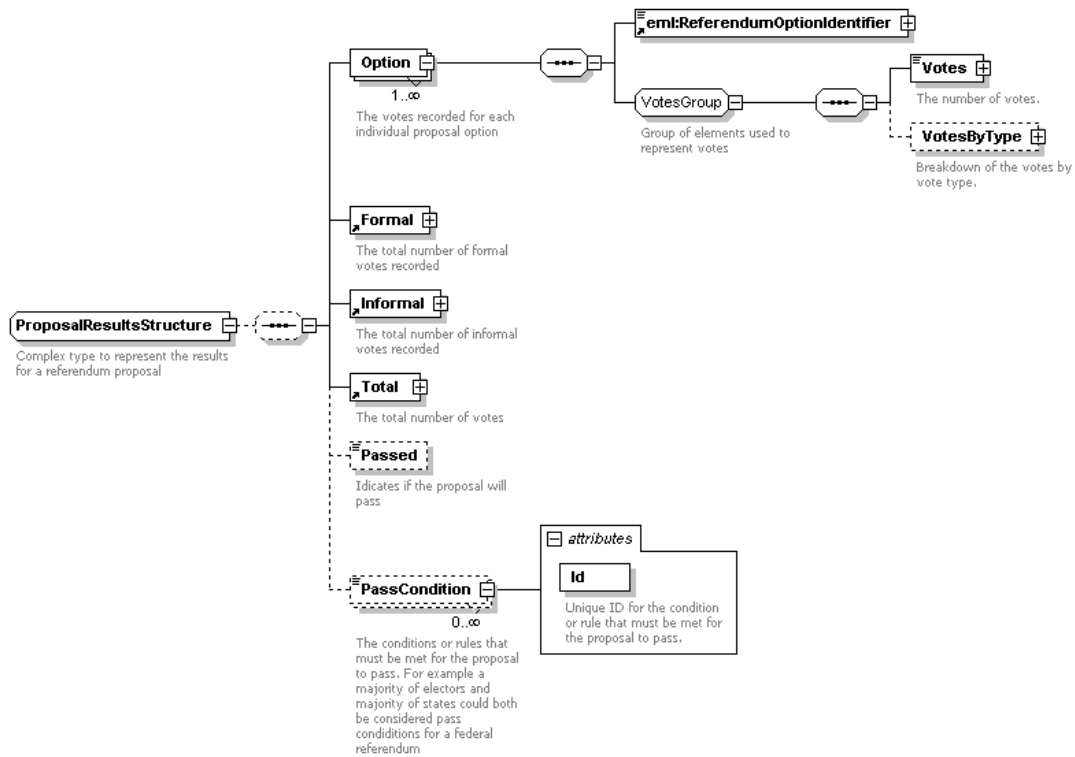 eml:ReferendumOptionIdentifier
Option
1..∞
The votes recorded for each
individual proposal option
VotesGroup
Group of elements used to
represent votes
Votes
The number of votes.
VotesByType
Breakdown of the votes by
vote type.
Formal
The total number of formal
votes recorded
Informal
The total number of informal
votes recorded
ProposalResultsStructure
Complex type to represent the results
for a referendum proposal
Total
The total number of votes
Passed
Idicates if the proposal will
pass
PassCondition
0..∞
The conditions or rules that
must be met for the proposal
to pass. For example a
majority of electors and
majority of states could both
be considered pass
condiditions for a federal
referendum
attributes
Id
Unique ID for the condition
or rule that must be met for
the proposal to pass.